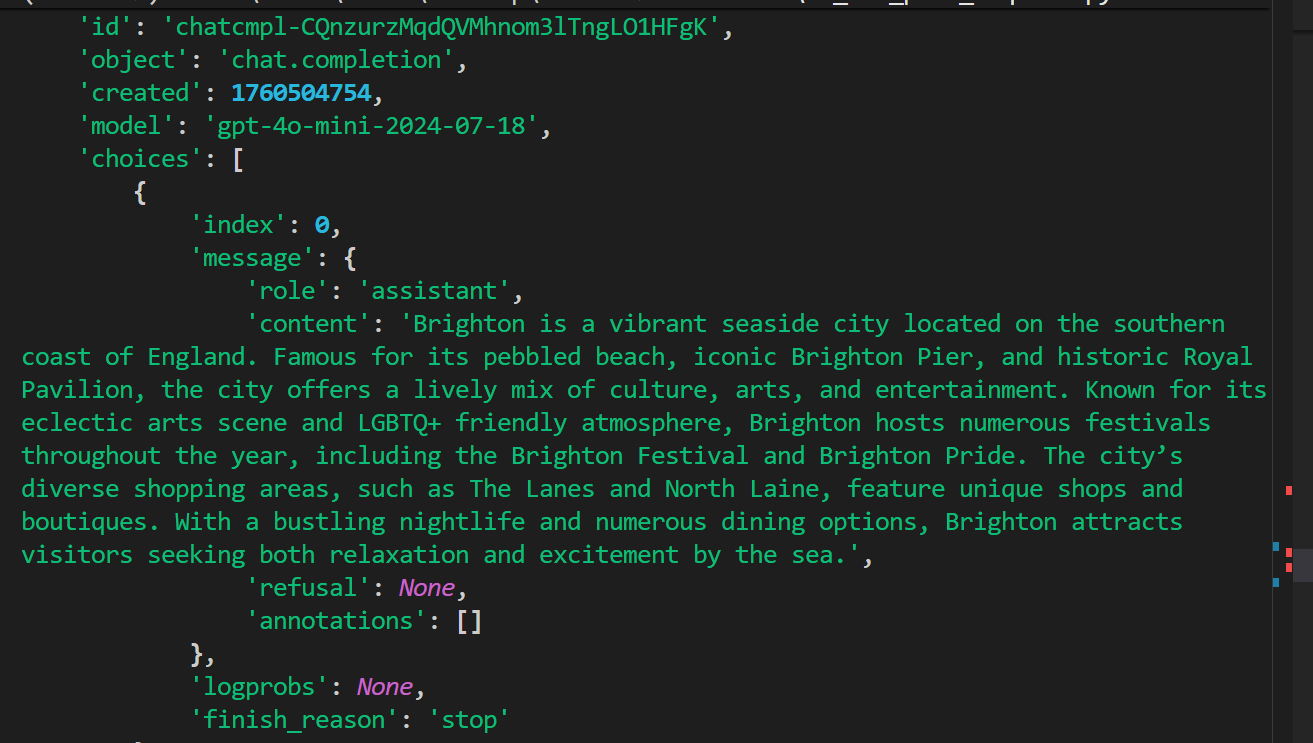 'id': 'chatcmpl-CQnzurzMqdQVMhnom3lTngLO1HFgK',
'object': 'chat.completion',
'created': 1760504754,
'model': 'gpt-4o-mini-2024-07-18',
'choices': [
{
'index': 0,
'message': {
'role': 'assistant',
'content': 'Brighton is a vibrant seaside city located on the southern
coast of England. Famous for its pebbled beach, iconic Brighton Pier, and historic Royal
Pavilion, the city offers a lively mix of culture, arts, and entertainment. Known for its
eclectic arts scene and LGBTQ+ friendly atmosphere, Brighton hosts numerous festivals
throughout the year, including the Brighton Festival and Brighton Pride. The city’s
diverse shopping areas, such as The Lanes and North Laine, feature unique shops and
boutiques. With a bustling nightlife and numerous dining options, Brighton attracts
visitors seeking both relaxation and excitement by the sea.',
'refusal': None,
'annotations': []
},
'logprobs': None,
'finish_reason': 'stop'